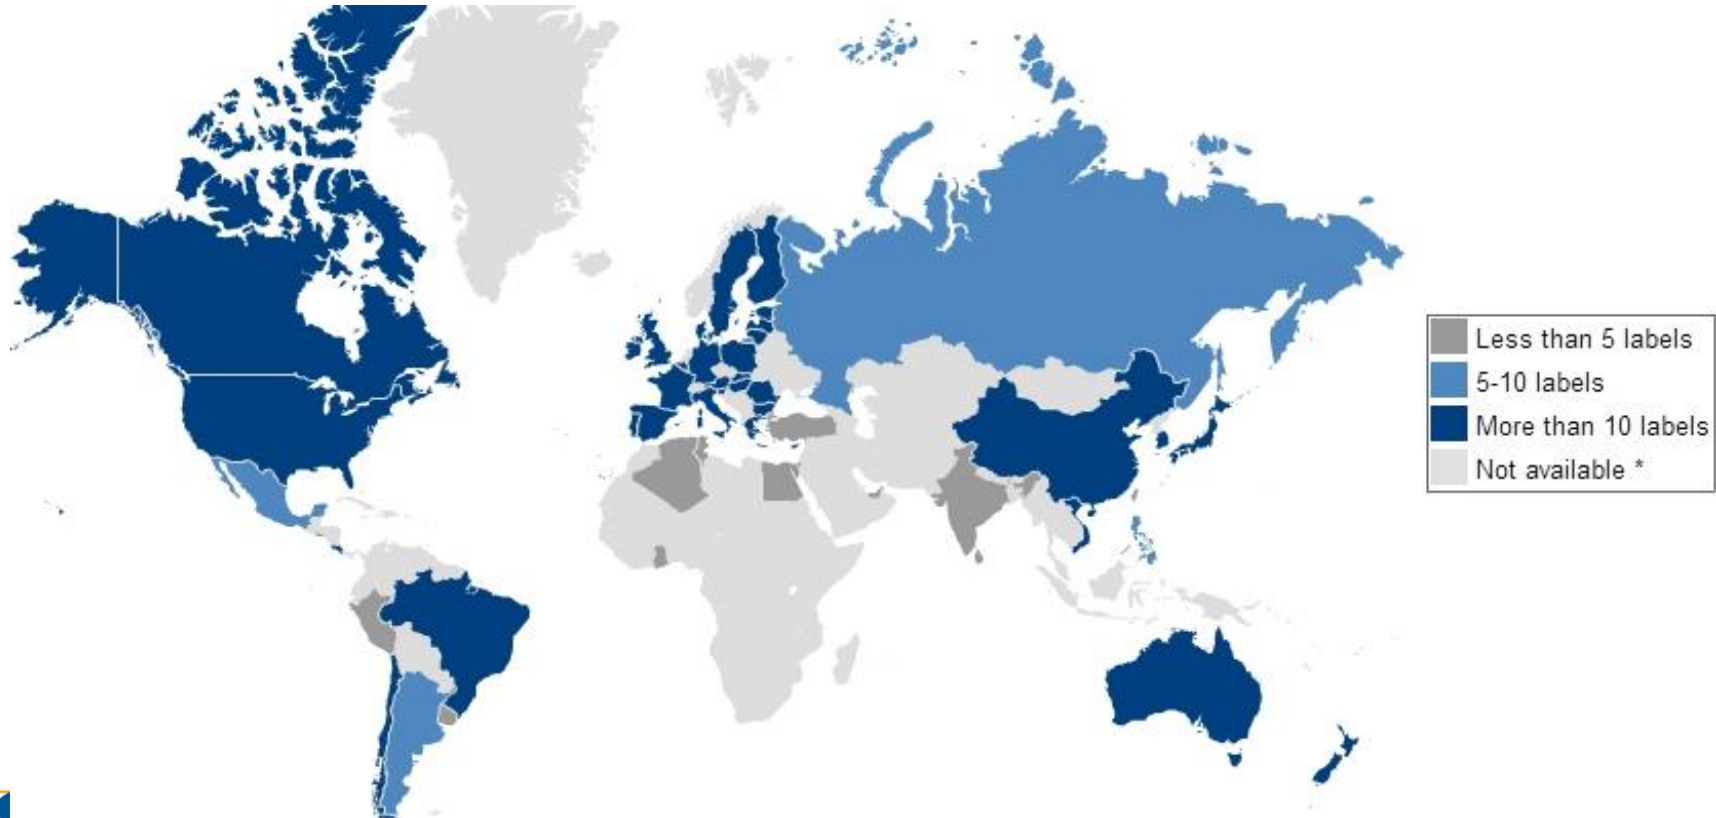 Less than 5 labels
5-10 labels
More than 10 labels
Not available *